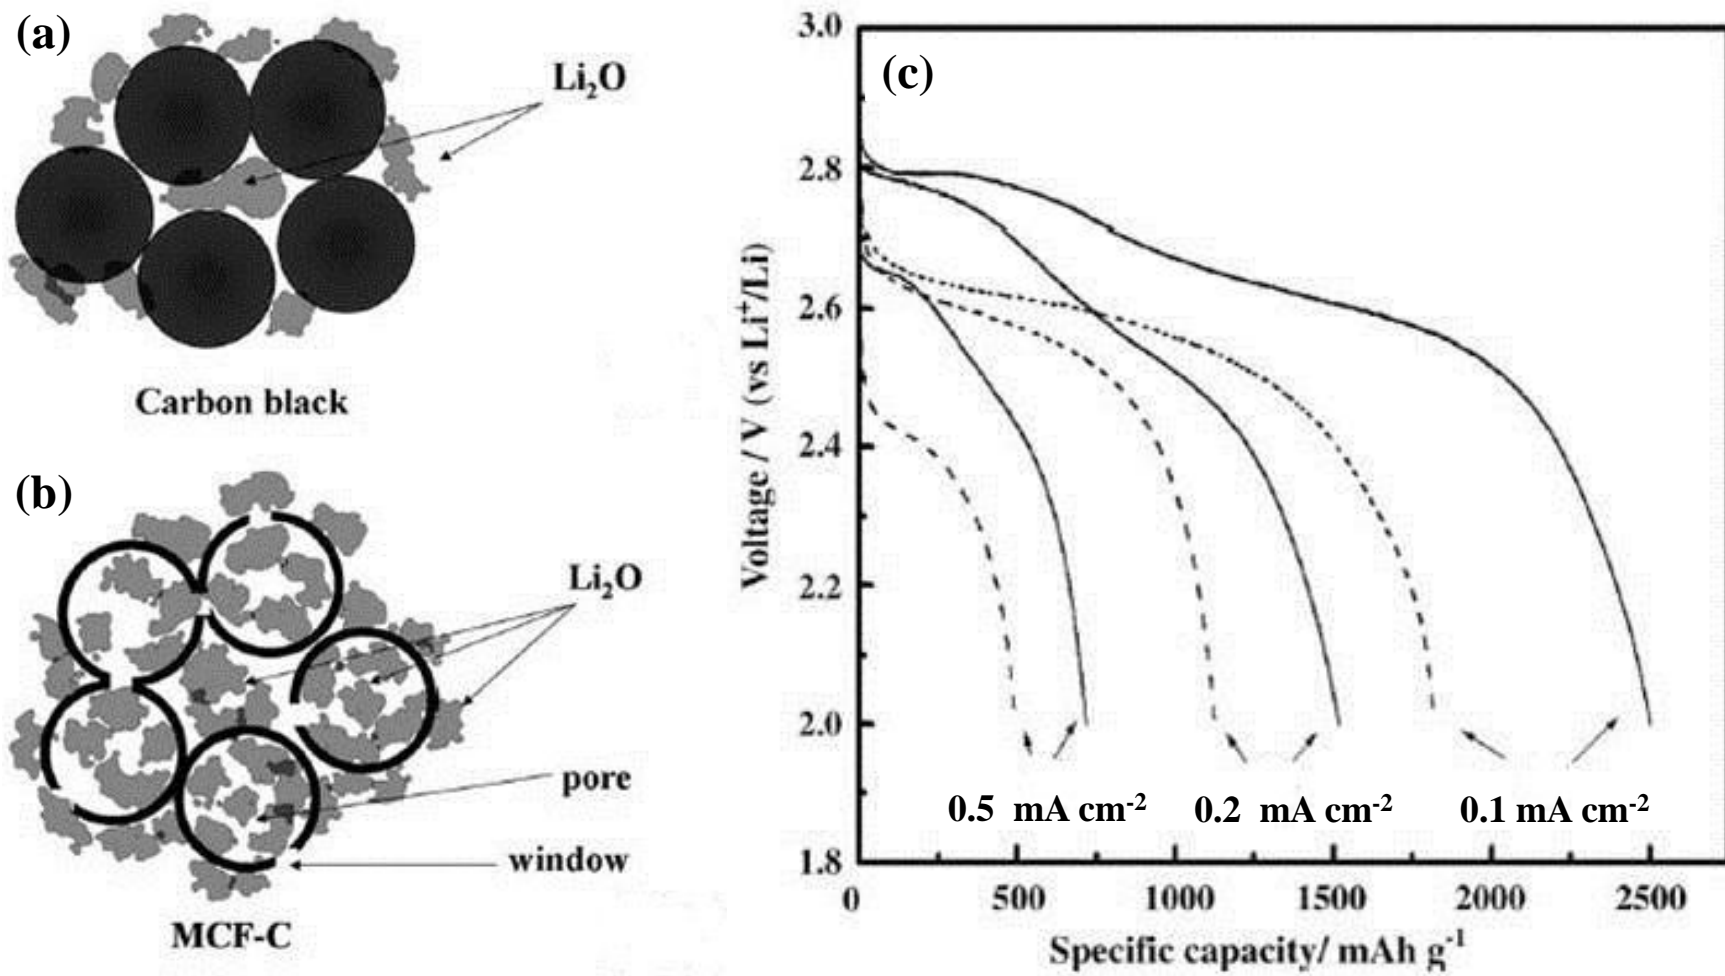 (a)
Li₂O
Carbon black
(b)
Li₂O
pore
window
MCF-C
(c)
Voltage / V (vs Li⁺/Li)
3.0
2.8
2.6
2.4
2.2
2.0
1.8
0.5 mA cm⁻²
0.2 mA cm⁻²
0.1 mA cm⁻²
0 500 1000 1500 2000 2500
Specific capacity/ mAh g⁻¹